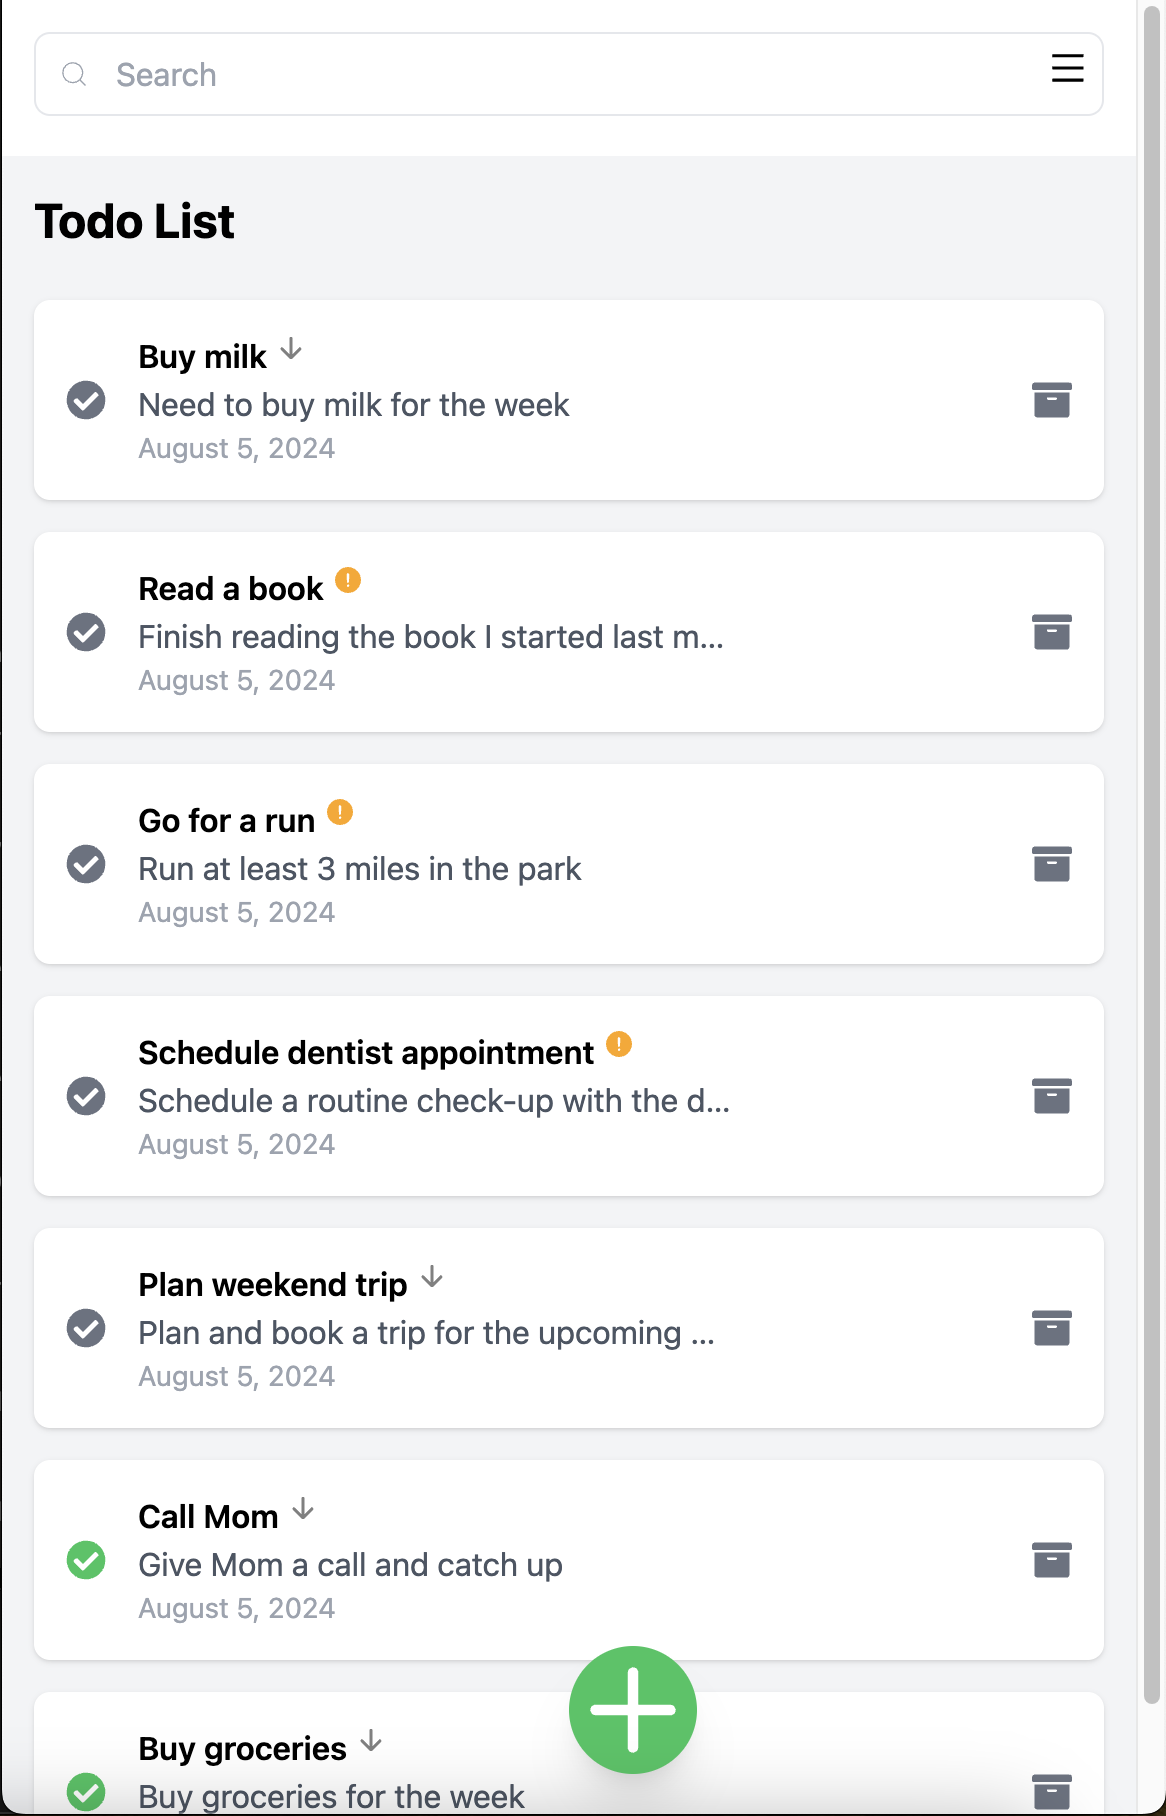 Search
Todo List
Buy milk
Need to buy milk for the week
August 5, 2024
Read a book
Finish reading the book I started last m...
August 5, 2024
Go for a run
Run at least 3 miles in the park
August 5, 2024
Schedule dentist appointment
Schedule a routine check-up with the d...
August 5, 2024
Plan weekend trip
Plan and book a trip for the upcoming ...
August 5, 2024
Call Mom
Give Mom a call and catch up
August 5, 2024
Buy groceries
Buy groceries for the week